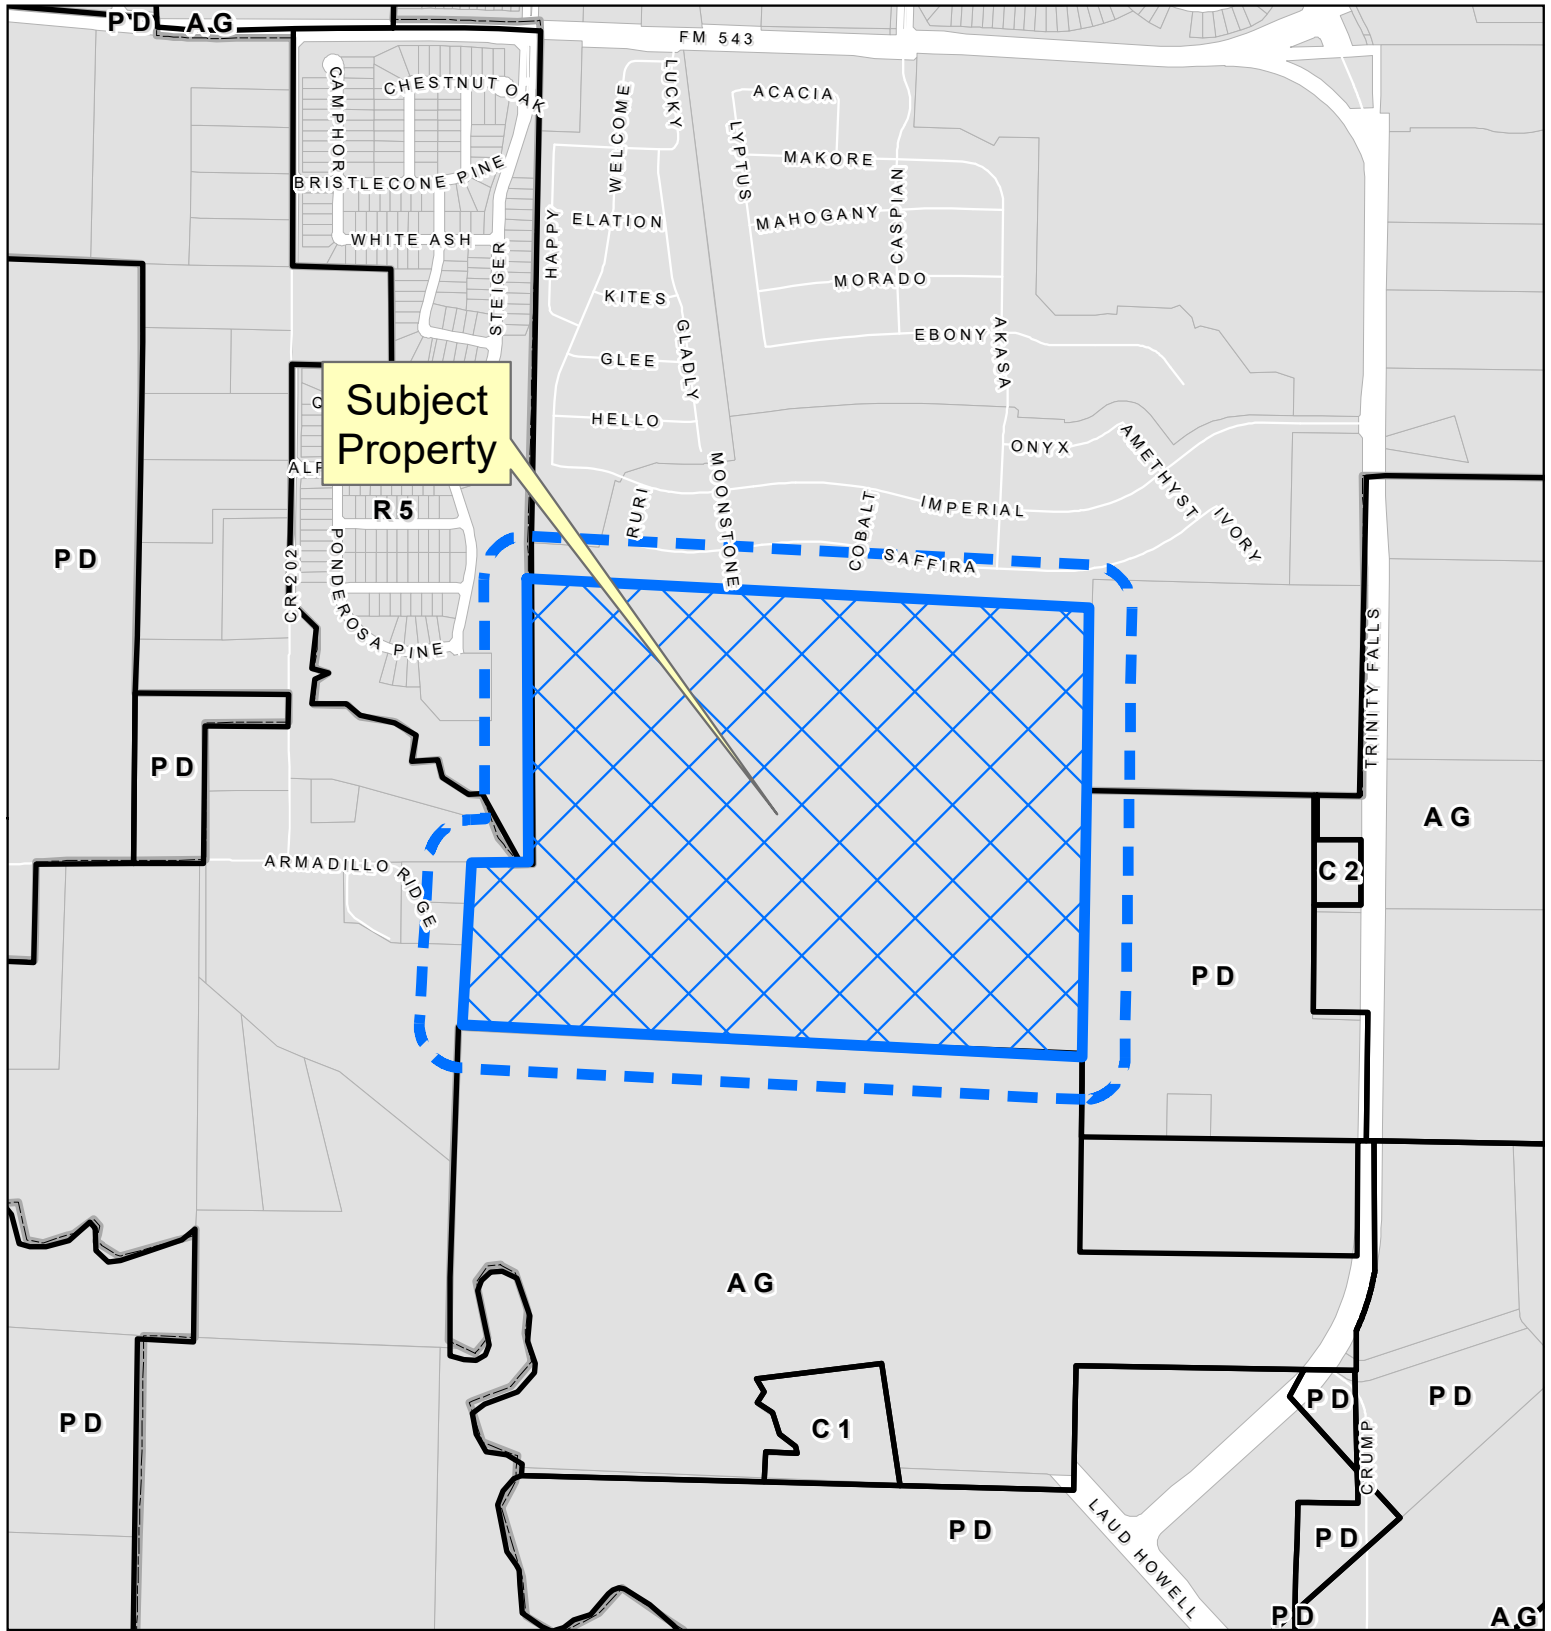 PD
AG
FM 543
CAMPHOR
CHESTNUT OAK
LUCKY
WELCOME
ACACIA
LYPTUS
MAKORE
BRISTLECONE PINE
CASPIAN
ELATION
MAHOGANY
HAPPY
WHITE ASH
STEIGER
MORADO
KITES
EBONY
AKASA
GLADLY
GLEE
Subject
Property
HELLO
ONYX
AMETHYST
MOONSTONE
R5
RURI
COBALT
IMPERIAL
IVORY
PD
CR 202
PONDEROSA PINE
SAFFIRA
TRINITY FALLS
PD
AG
ARMADILLO RIDGE
C2
PD
AG
PD
C1
PD
PD
CRUMP
PD
LAUD HOWELL
PD
PD
AG